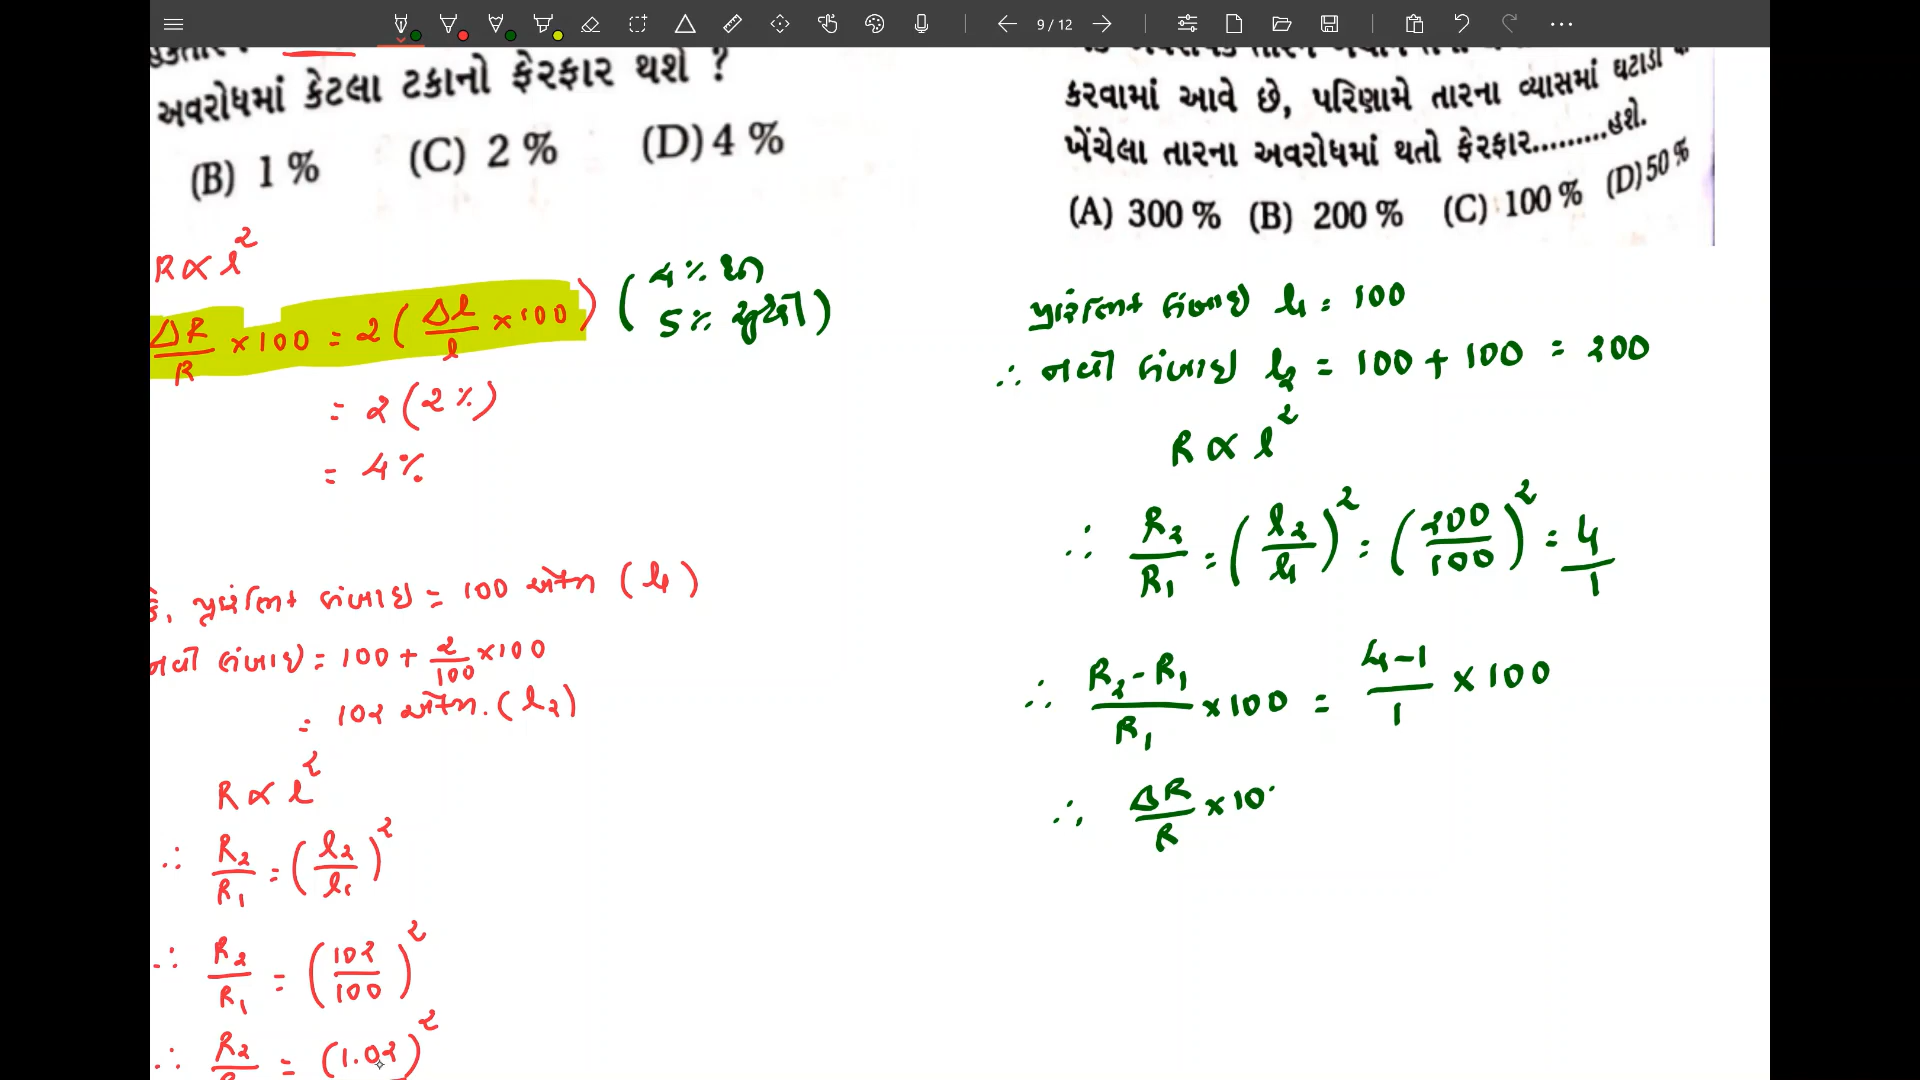 9/12
અવરોધમાં કેટલા ટકાનો ફેરફાર થશે ?
(B) 1 % (C) 2 % (D) 4 %
R ∝ l²
ΔR/R × 100 = 2 ( Δl/l × 100 ) ( 4% થી 5% સુધી )
= 2 ( 2% )
= 4%
પ્રારંભિક લંબાઈ = 100 એકમ ( l₁ )
નવી લંબાઈ = 100 + 2/100 × 100
= 102 એકમ. ( l₂ )
R ∝ l²
∴ R₂/R₁ = ( l₂/l₁ )²
∴ R₂/R₁ = ( 102/100 )²
∴ R₂ = (1.02)²
કરવામાં આવે છે, પરિણામે તારના વ્યાસમાં ઘટાડો
ખેંચેલા તારના અવરોધમાં થતો ફેરફાર.........હશે.
(A) 300 % (B) 200 % (C) 100 % (D) 50 %
પ્રારંભિક લંબાઈ l₁ = 100
∴ નવી લંબાઈ l₂ = 100 + 100 = 200
R ∝ l²
∴ R₂/R₁ = ( l₂/l₁ )² = ( 200/100 )² = 4/1
∴ R₂ - R₁/R₁ × 100 = 4-1/1 × 100
∴ ΔR/R × 10